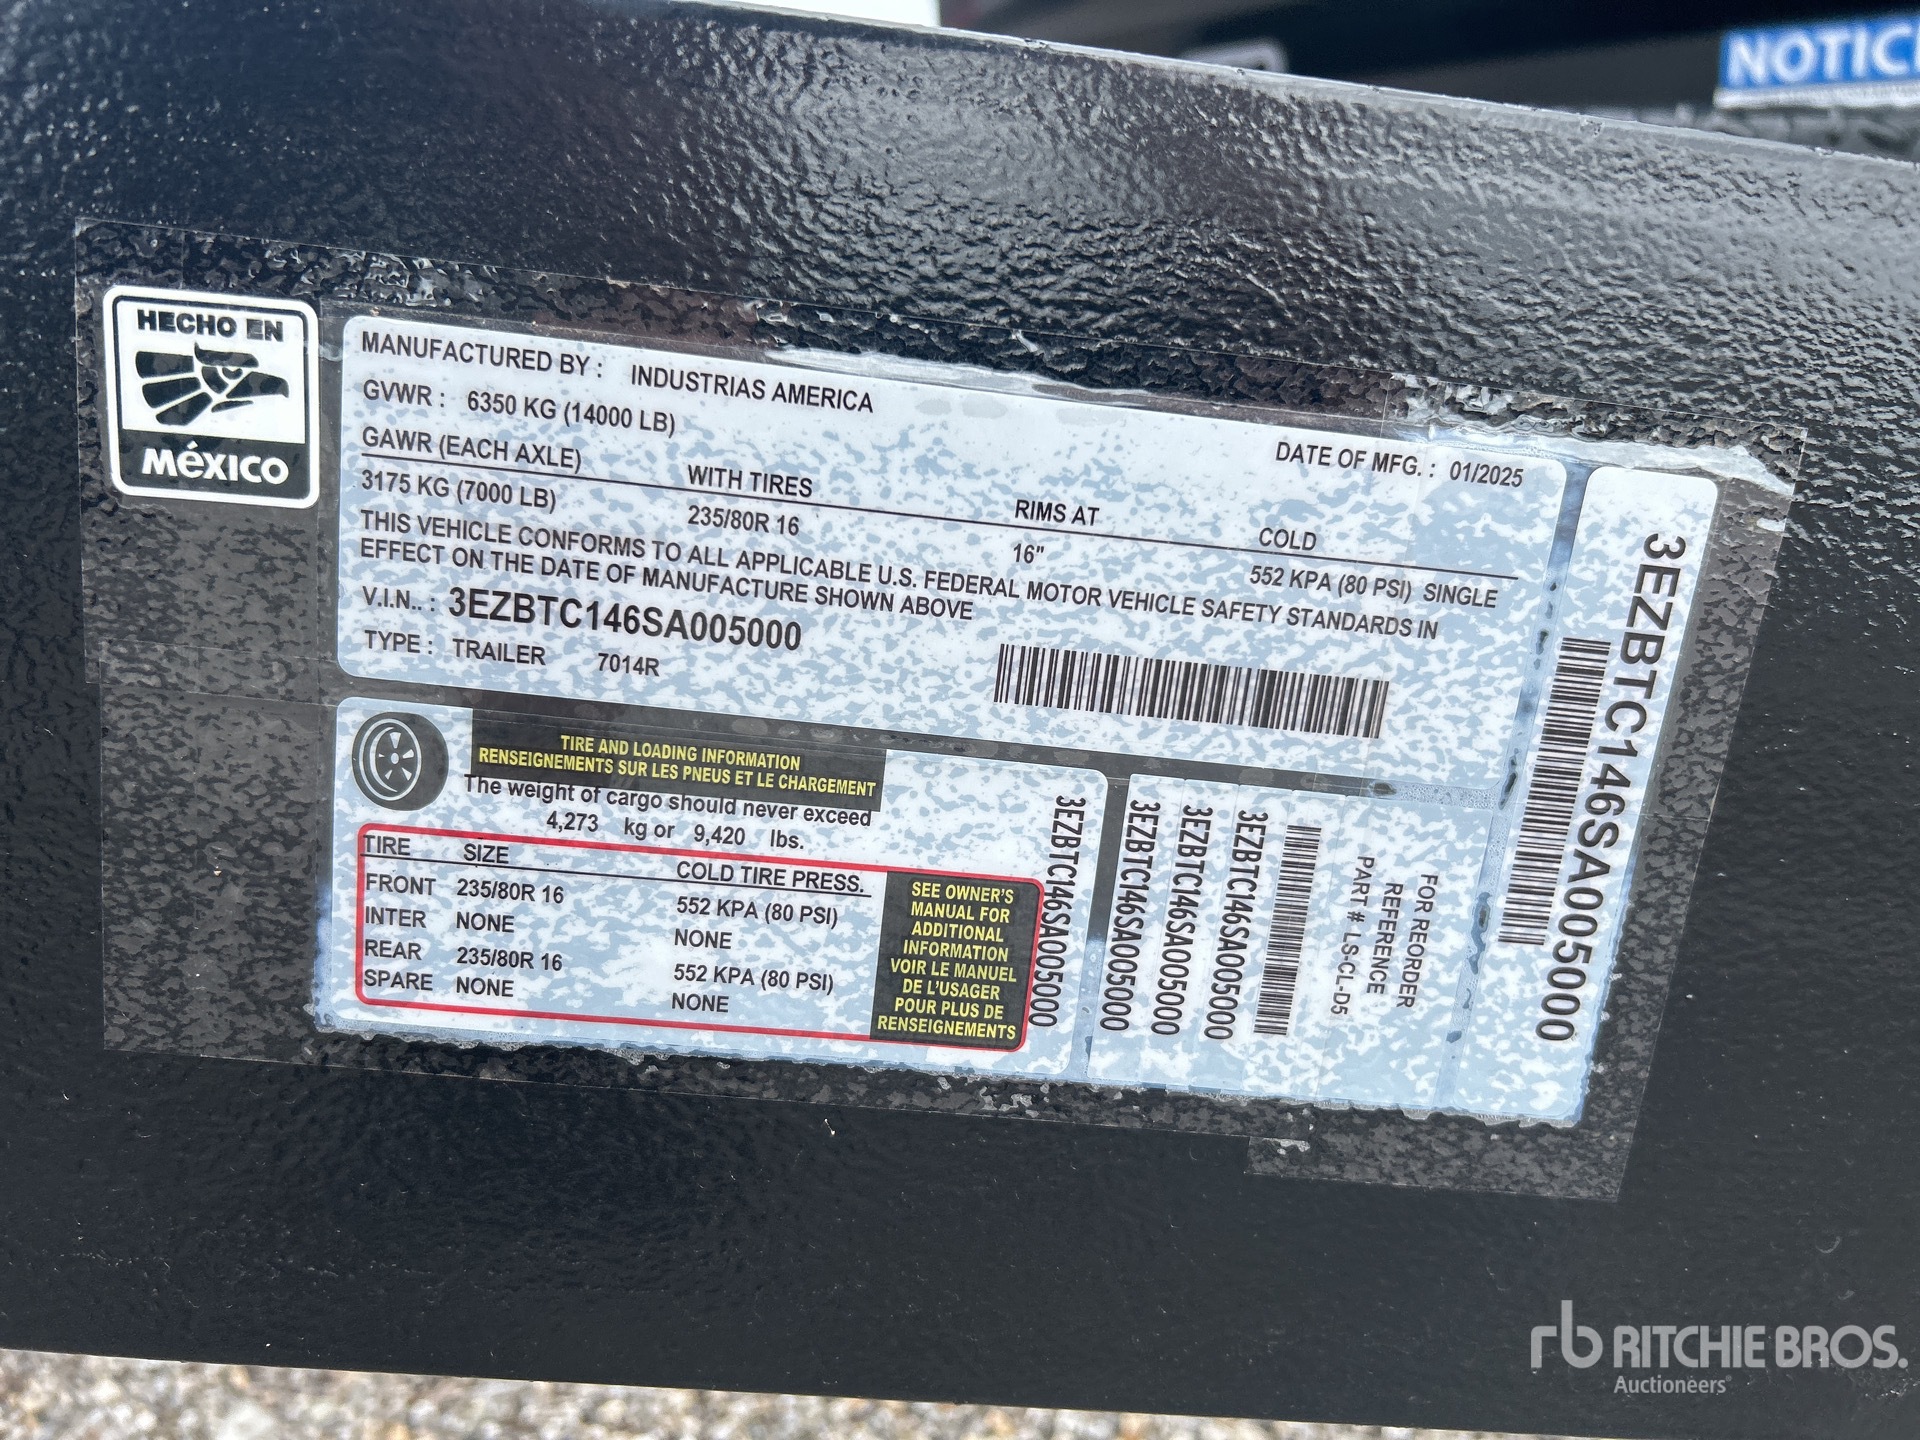 NOTIC
HECHO EN
MéXICO
MANUFACTURED BY : INDUSTRIAS AMERICA
GVWR : 6350 KG (14000 LB)
DATE OF MFG. : 01/2025
GAWR (EACH AXLE) WITH TIRES RIMS AT COLD
3175 KG (7000 LB) 235/80R 16 16" 552 KPA (80 PSI) SINGLE
THIS VEHICLE CONFORMS TO ALL APPLICABLE U.S. FEDERAL MOTOR VEHICLE SAFETY STANDARDS IN
EFFECT ON THE DATE OF MANUFACTURE SHOWN ABOVE
V.I.N.. : 3EZBTC146SA005000
TYPE : TRAILER 7014R
3EZBTC146SA005000
TIRE AND LOADING INFORMATION
RENSEIGNEMENTS SUR LES PNEUS ET LE CHARGEMENT
The weight of cargo should never exceed
4,273 kg or 9,420 lbs.
TIRE SIZE COLD TIRE PRESS.
FRONT 235/80R 16 552 KPA (80 PSI)
INTER NONE NONE
REAR 235/80R 16 552 KPA (80 PSI)
SPARE NONE NONE
SEE OWNER'S
MANUAL FOR
ADDITIONAL
INFORMATION
VOIR LE MANUEL
DE L'USAGER
POUR PLUS DE
RENSEIGNEMENTS
3EZBTC146SA005000
3EZBTC146SA005000
3EZBTC146SA005000
3EZBTC146SA005000
FOR REORDER
REFERENCE
PART # LS-CL-D5
rb RITCHIE BROS.
Auctioneers